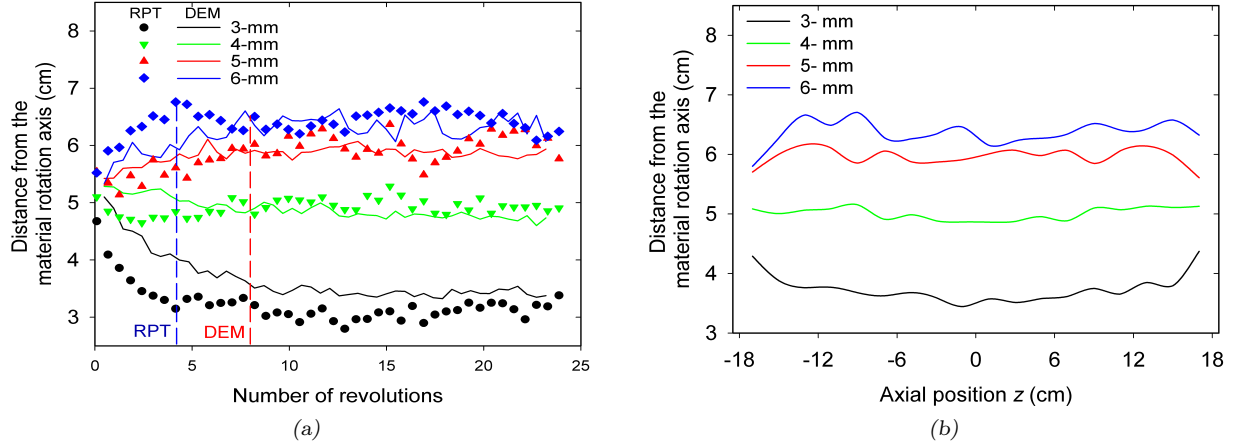 RPT DEM
3-mm
4-mm
5-mm
6-mm
8
7
6
5
4
3
RPT
DEM
0 5 10 15 20 25
Number of revolutions
Distance from the
material rotation axis (cm)
(a)
3- mm
4- mm
5- mm
6- mm
8
7
6
5
4
3
-18 -12 -6 0 6 12 18
Axial position z (cm)
Distance from the
material rotation axis (cm)
(b)